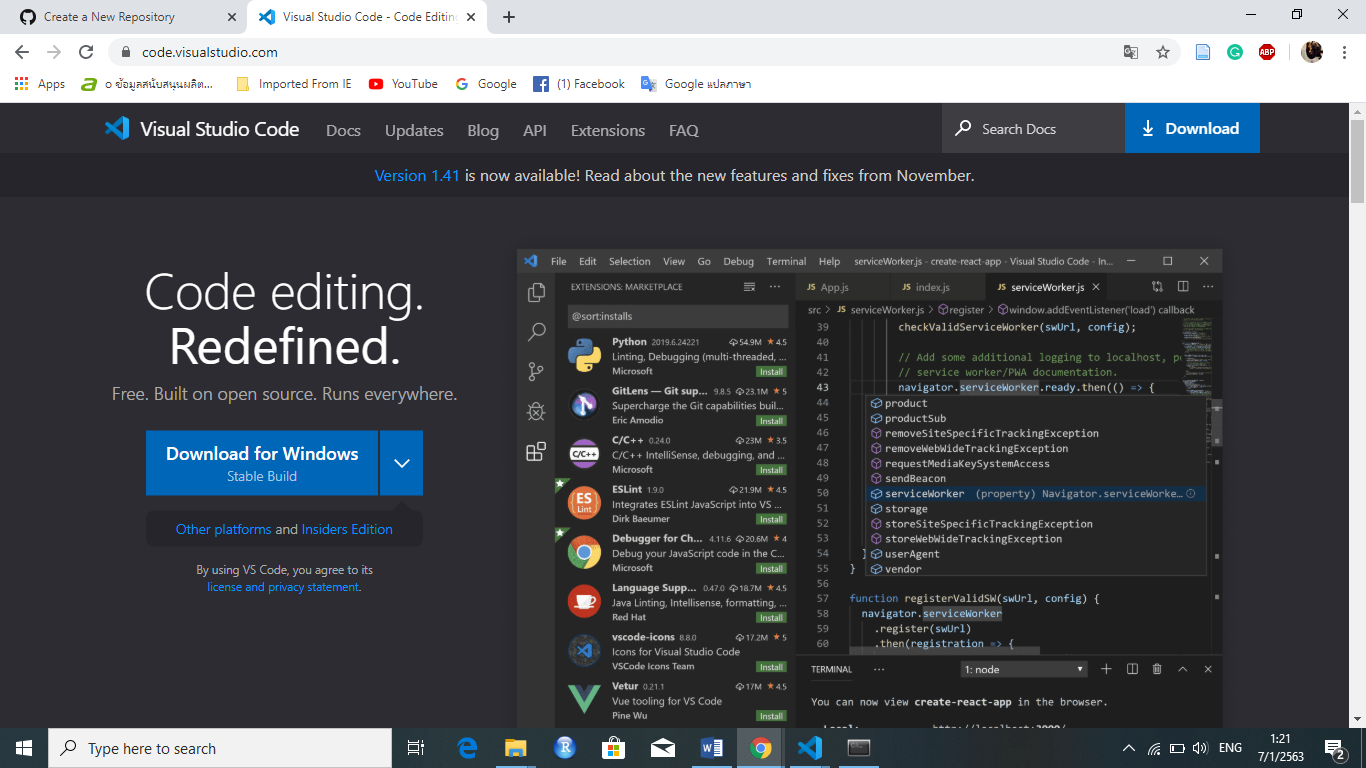 Create a New Repository
Visual Studio Code - Code Editing
code.visualstudio.com
Apps
o ข้อมูลสนับสนุนผลิต...
Imported From IE
YouTube
Google
(1) Facebook
Google แปลภาษา
ABP
Visual Studio Code
Docs
Updates
Blog
API
Extensions
FAQ
Search Docs
Download
Version 1.41 is now available! Read about the new features and fixes from November.
Code editing.
Redefined.
Free. Built on open source. Runs everywhere.
Download for Windows
Stable Build
Other platforms and Insiders Edition
By using VS Code, you agree to its
license and privacy statement.
File Edit Selection View Go Debug Terminal Help serviceWorker.js - create-react-app - Visual Studio Code - In...
EXTENSIONS: MARKETPLACE
@sort:installs
Python 2019.6.24221 54.9M 4.5
Linting, Debugging (multi-threaded, ...
Microsoft Install
GitLens — Git sup... 9.8.5 23.1M 5
Supercharge the Git capabilities buil...
Eric Amodio Install
C/C++ 0.24.0 23M 3.5
C/C++ IntelliSense, debugging, and ...
Microsoft Install
C/C++
ESLint 1.9.0 21.9M 4.5
Integrates ESLint JavaScript into VS ...
Dirk Baeumer Install
ES
Lint
Debugger for Ch... 4.11.6 20.6M 4
Debug your JavaScript code in the C...
Microsoft Install
Language Supp... 0.47.0 18.7M 4.5
Java Linting, Intellisense, formatting, ...
Red Hat Install
vscode-icons 8.8.0 17.2M 5
Icons for Visual Studio Code
VSCode Icons Team Install
Vetur 0.21.1 17M 4.5
Vue tooling for VS Code
Pine Wu Install
JS App.js
JS index.js
JS serviceWorker.js
src > JS serviceWorker.js > register > window.addEventListener('load') callback
39 checkValidServiceWorker(swUrl, config);
40
41 // Add some additional logging to localhost, po
42 // service worker/PWA documentation.
43 navigator.serviceWorker.ready.then(() => {
44 product
45 productSub
46 removeSiteSpecificTrackingException
47 removeWebWideTrackingException
48 requestMediaKeySystemAccess
49 sendBeacon
50 serviceWorker (property) Navigator.serviceWorke...
51 storage
52 storeSiteSpecificTrackingException
53 storeWebWideTrackingException
54 } userAgent
55 } vendor
56
57 function registerValidSW(swUrl, config) {
58 navigator.serviceWorker
59 .register(swUrl)
60 .then(registration => {
TERMINAL ... 1: node
You can now view create-react-app in the browser.
Type here to search
ENG
1:21
7/1/2563
2